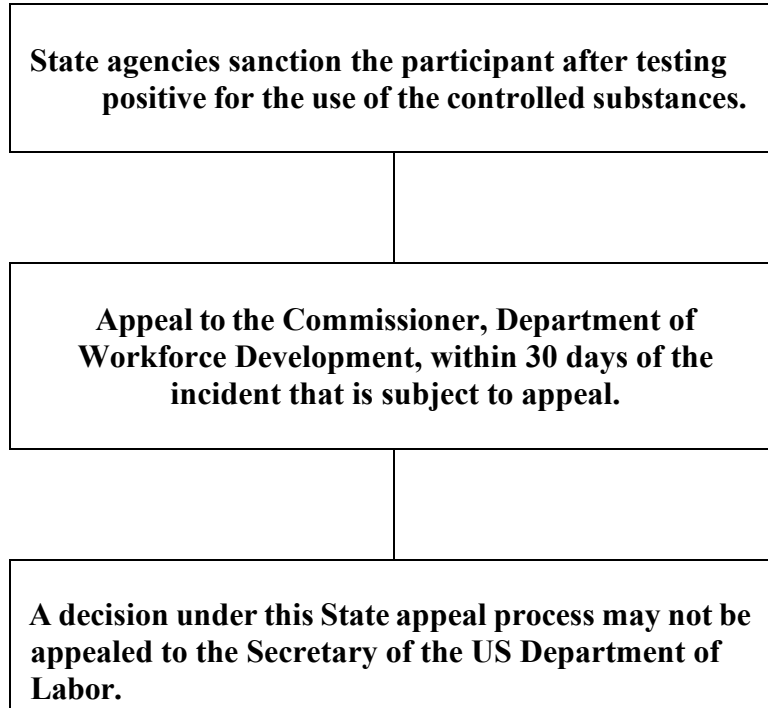 State agencies sanction the participant after testing
positive for the use of the controlled substances.
Appeal to the Commissioner, Department of
Workforce Development, within 30 days of the
incident that is subject to appeal.
A decision under this State appeal process may not be
appealed to the Secretary of the US Department of
Labor.